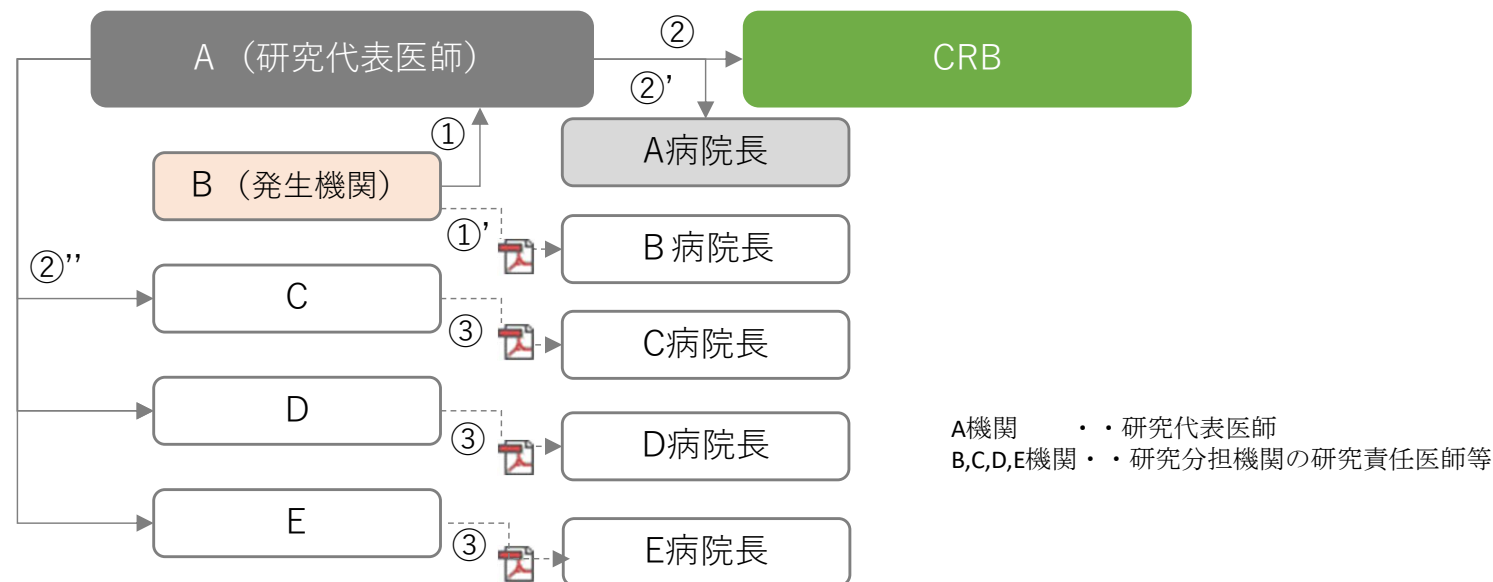 A（研究代表医師）
②
CRB
②’
①
A病院長
B（発生機関）
①’
B病院長
②’’
C
③
C病院長
D
③
D病院長
A機関　　・・研究代表医師
B,C,D,E機関・・研究分担機関の研究責任医師等
E
③
E病院長